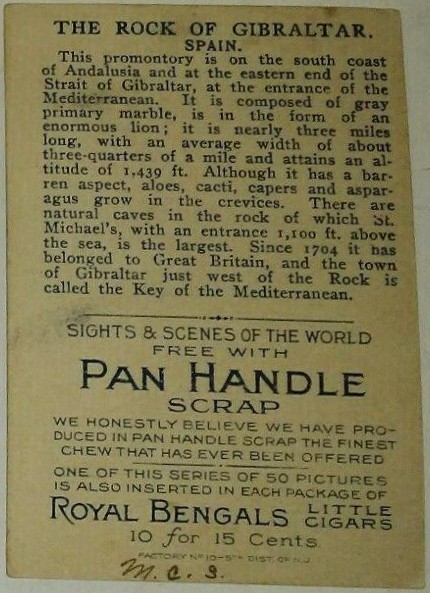 THE ROCK OF GIBRALTAR.
SPAIN.
This promontory is on the south coast
of Andalusia and at the eastern end of the
Strait of Gibraltar, at the entrance of the
Mediterranean. It is composed of gray
primary marble, is in the form of an
enormous lion; it is nearly three miles
long, with an average width of about
three-quarters of a mile and attains an al-
titude of 1,439 ft. Although it has a bar-
ren aspect, aloes, cacti, capers and aspar-
agus grow in the crevices. There are
natural caves in the rock of which St.
Michael's, with an entrance 1,100 ft. above
the sea, is the largest. Since 1704 it has
belonged to Great Britain, and the town
of Gibraltar just west of the Rock is
called the Key of the Mediterranean.
SIGHTS & SCENES OF THE WORLD
FREE WITH
PAN HANDLE
SCRAP
WE HONESTLY BELIEVE WE HAVE PRO-
DUCED IN PAN HANDLE SCRAP THE FINEST
CHEW THAT HAS EVER BEEN OFFERED
ONE OF THIS SERIES OF 50 PICTURES
IS ALSO INSERTED IN EACH PACKAGE OF
ROYAL BENGALS LITTLE CIGARS
10 for 15 Cents.
FACTORY Nº 10-5TH DIST. OF N.J.
M. C. S.